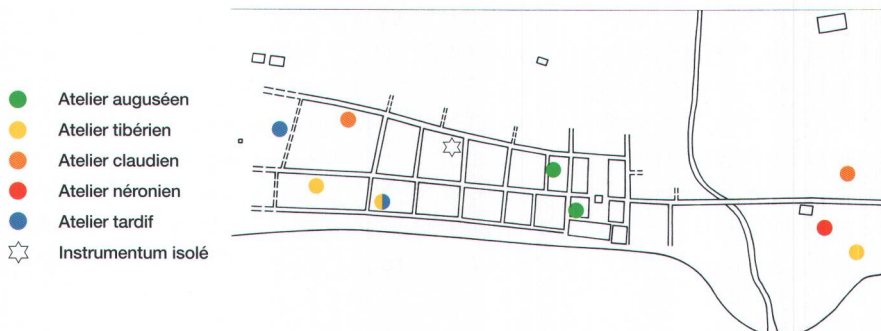 Atelier auguséen
Atelier tibérien
Atelier claudien
Atelier néronien
Atelier tardif
Instrumentum isolé